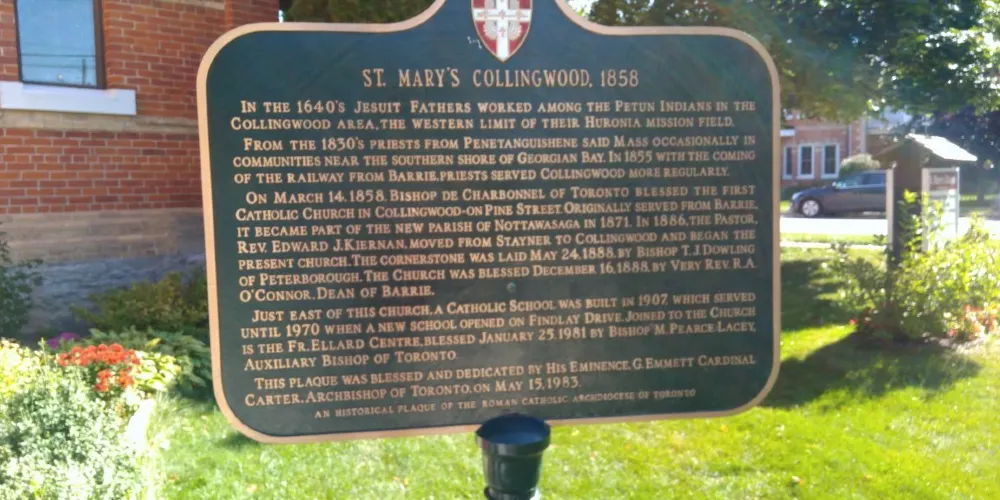 ST. MARY'S COLLINGWOOD, 1858
IN THE 1640'S JESUIT FATHERS WORKED AMONG THE PETUN INDIANS IN THE
COLLINGWOOD AREA, THE WESTERN LIMIT OF THEIR HURONIA MISSION FIELD.
FROM THE 1830'S PRIESTS FROM PENETANGUISHENE SAID MASS OCCASIONALLY IN
COMMUNITIES NEAR THE SOUTHERN SHORE OF GEORGIAN BAY. IN 1855 WITH THE COMING
OF THE RAILWAY FROM BARRIE, PRIESTS SERVED COLLINGWOOD MORE REGULARLY.
ON MARCH 14, 1858, BISHOP DE CHARBONNEL OF TORONTO BLESSED THE FIRST
CATHOLIC CHURCH IN COLLINGWOOD-ON PINE STREET. ORIGINALLY SERVED FROM BARRIE,
IT BECAME PART OF THE NEW PARISH OF NOTTAWASAGA IN 1871. IN 1886, THE PASTOR,
REV. EDWARD J. KIERNAN, MOVED FROM STAYNER TO COLLINGWOOD AND BEGAN THE
PRESENT CHURCH. THE CORNERSTONE WAS LAID MAY 24, 1888, BY BISHOP T. J. DOWLING
OF PETERBOROUGH. THE CHURCH WAS BLESSED DECEMBER 16, 1888, BY VERY REV. R.A.
O'CONNOR, DEAN OF BARRIE.
JUST EAST OF THIS CHURCH, A CATHOLIC SCHOOL WAS BUILT IN 1907, WHICH SERVED
UNTIL 1970 WHEN A NEW SCHOOL OPENED ON FINDLAY DRIVE. JOINED TO THE CHURCH
IS THE FR. ELLARD CENTRE, BLESSED JANUARY 25, 1981 BY BISHOP M. PEARCE LACEY,
AUXILIARY BISHOP OF TORONTO.
THIS PLAQUE WAS BLESSED AND DEDICATED BY HIS EMINENCE, G. EMMETT CARDINAL
CARTER, ARCHBISHOP OF TORONTO, ON MAY 15, 1983.
AN HISTORICAL PLAQUE OF THE ROMAN CATHOLIC ARCHDIOCESE OF TORONTO